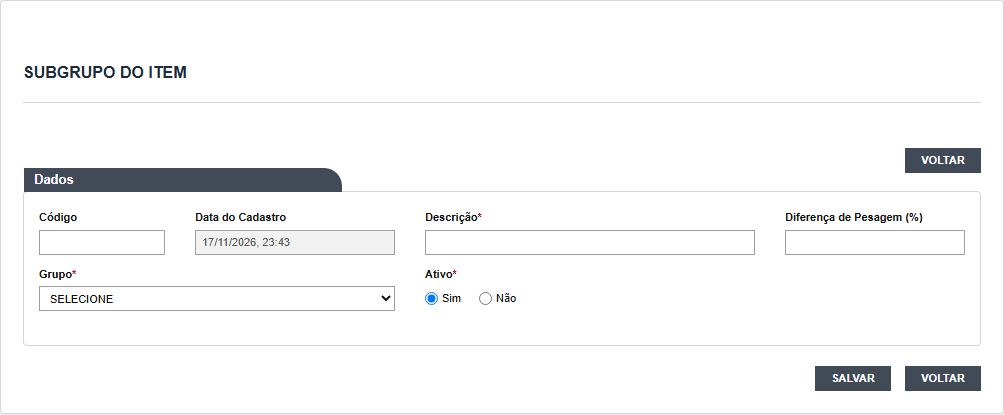 SUBGRUPO DO ITEM
VOLTAR
Dados
Código Data do Cadastro Descrição* Diferença de Pesagem (%)
17/11/2026, 23:43
Grupo* Ativo*
SELECIONE Sim Não
SALVAR VOLTAR